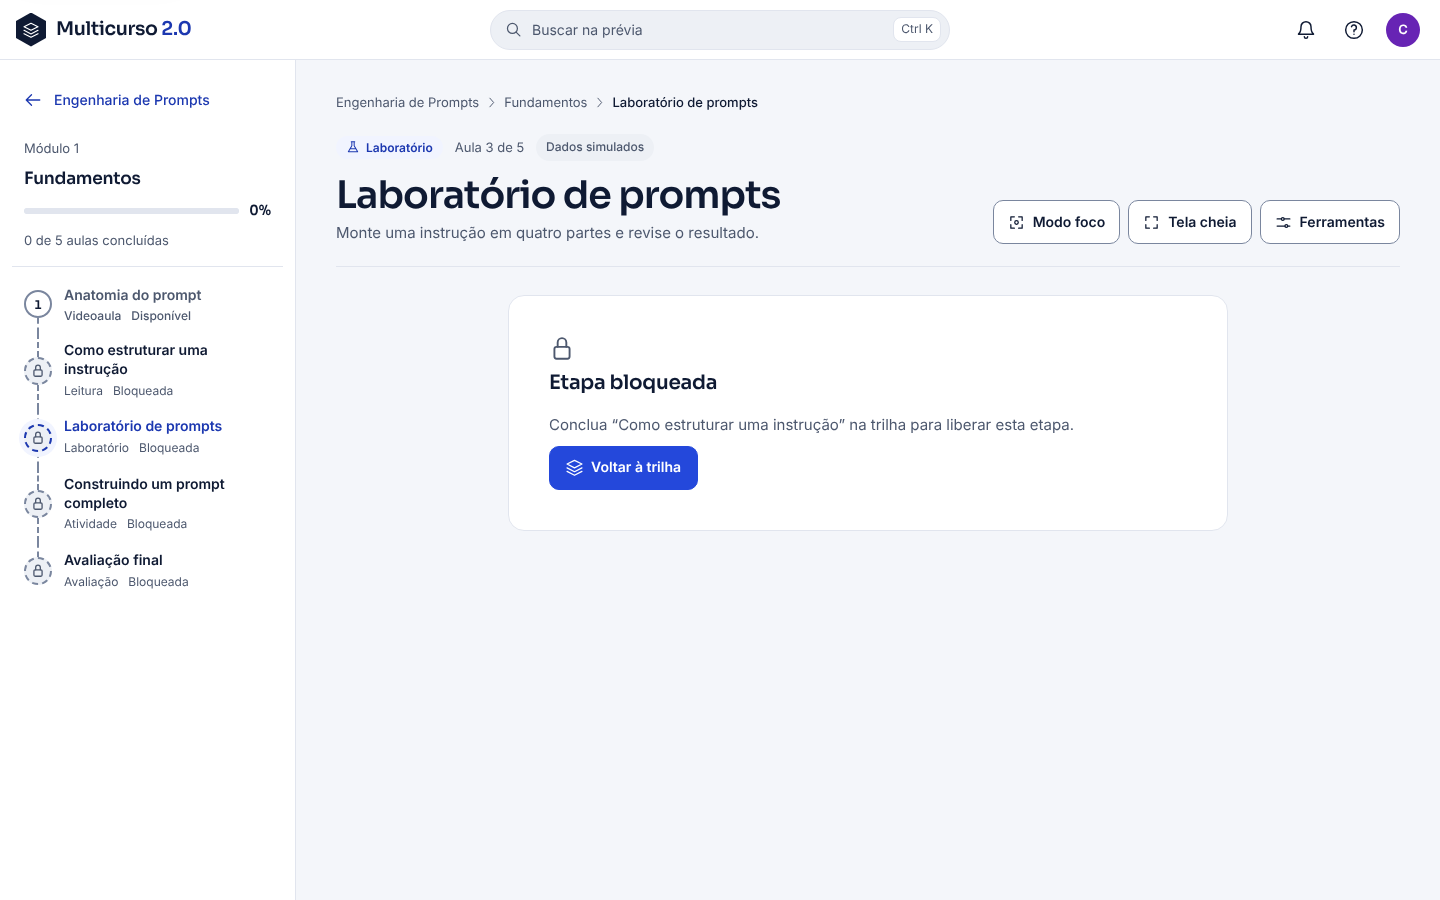 Multicurso 2.0
Buscar na prévia
Ctrl K
C
Engenharia de Prompts
Módulo 1
Fundamentos
0%
0 de 5 aulas concluídas
1
Anatomia do prompt
Videoaula Disponível
Como estruturar uma
instrução
Leitura Bloqueada
Laboratório de prompts
Laboratório Bloqueada
Construindo um prompt
completo
Atividade Bloqueada
Avaliação final
Avaliação Bloqueada
Engenharia de Prompts > Fundamentos > Laboratório de prompts
Laboratório Aula 3 de 5 Dados simulados
Laboratório de prompts
Monte uma instrução em quatro partes e revise o resultado.
Modo foco
Tela cheia
Ferramentas
Etapa bloqueada
Conclua “Como estruturar uma instrução” na trilha para liberar esta etapa.
Voltar à trilha